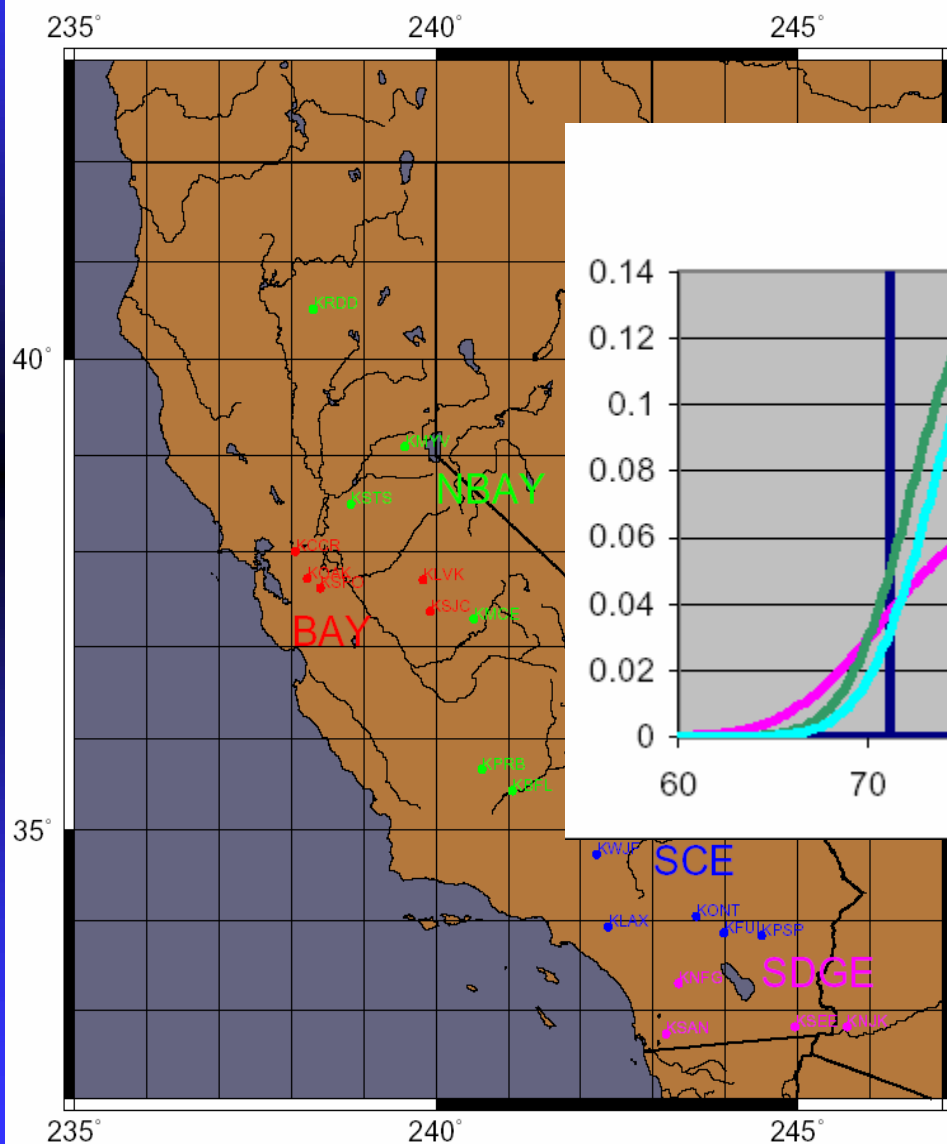 235° 240° 245°
KRDD
0.14
0.12
40°
0.1
KMYV
0.08
NBAY
KSTS
0.06
KCCR
KOAK
KLVK
KSFO
0.04
KSJC
KMCE
BAY
0.02
0
KPRB
60 70
KBFL
35°
KWJF
SCE
KONT
KLAX
KFUL
KPSP
SDGE
KNFG
KSAN
KSEE
KNJK
235° 240° 245°